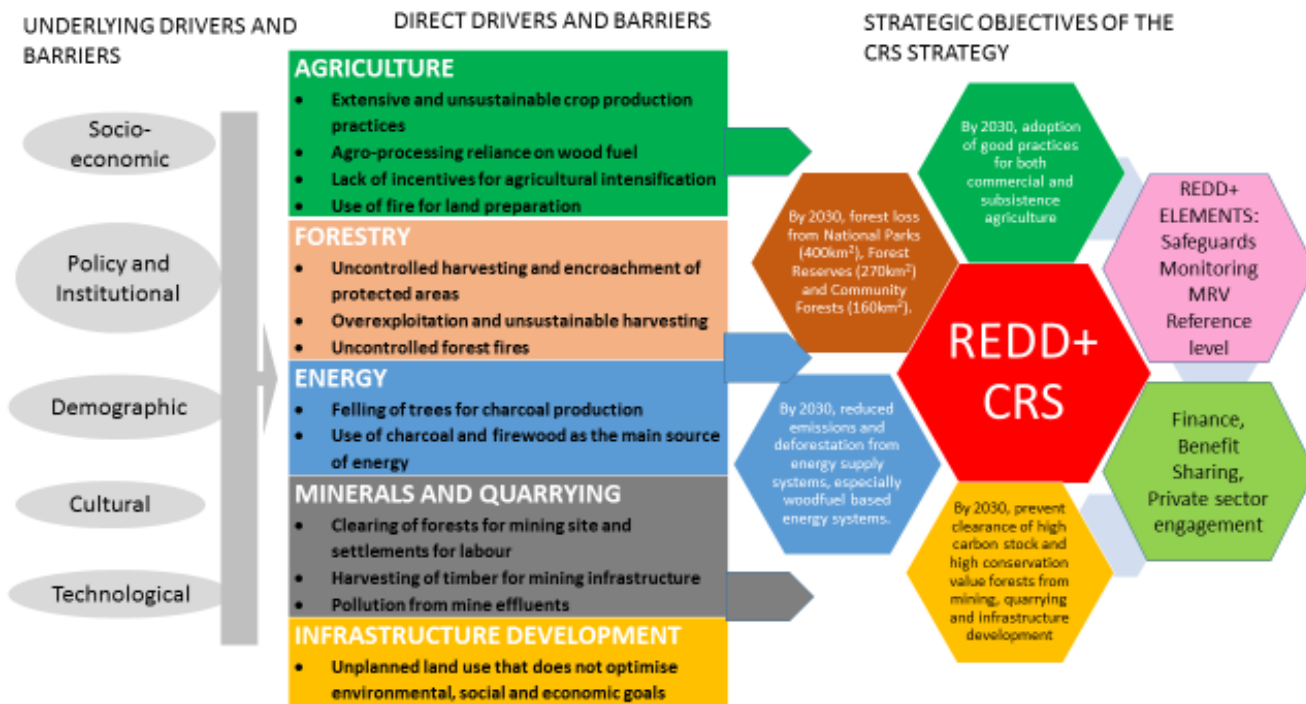 UNDERLYING DRIVERS AND
BARRIERS
Socio-
economic
Policy and
Institutional
Demographic
Cultural
Technological
DIRECT DRIVERS AND BARRIERS
AGRICULTURE
• Extensive and unsustainable crop production
practices
• Agro-processing reliance on wood fuel
• Lack of incentives for agricultural intensification
• Use of fire for land preparation
FORESTRY
• Uncontrolled harvesting and encroachment of
protected areas
• Overexploitation and unsustainable harvesting
• Uncontrolled forest fires
ENERGY
• Felling of trees for charcoal production
• Use of charcoal and firewood as the main source
of energy
MINERALS AND QUARRYING
• Clearing of forests for mining site and
settlements for labour
• Harvesting of timber for mining infrastructure
• Pollution from mine effluents
INFRASTRUCTURE DEVELOPMENT
• Unplanned land use that does not optimise
environmental, social and economic goals
STRATEGIC OBJECTIVES OF THE
CRS STRATEGY
By 2030, adoption
of good practices
for both
commercial and
subsistence
agriculture
By 2030, forest loss
from National Parks
(400km²), Forest
Reserves (270km²)
and Community
Forests (160km²).
REDD+
ELEMENTS:
Safeguards
Monitoring
MRV
Reference
level
REDD+
CRS
By 2030, reduced
emissions and
deforestation from
energy supply
systems, especially
woodfuel based
energy systems.
Finance,
Benefit
Sharing,
Private sector
engagement
By 2030, prevent
clearance of high
carbon stock and
high conservation
value forests from
mining, quarrying
and infrastructure
development